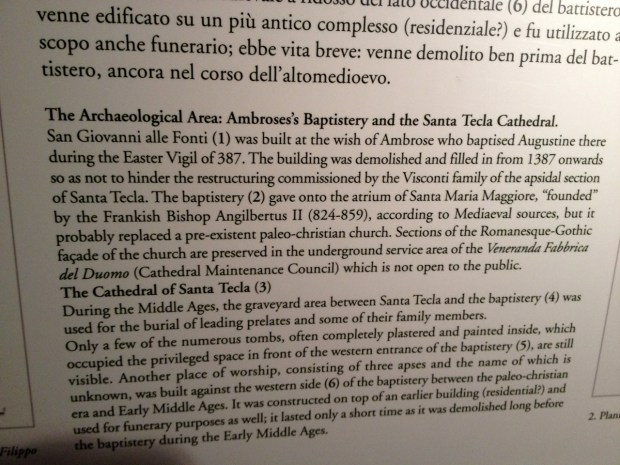 a ridosso del lato occidentale (6) del battistero
venne edificato su un più antico complesso (residenziale?) e fu utilizzato a
scopo anche funerario; ebbe vita breve: venne demolito ben prima del bat-
tistero, ancora nel corso dell'altomedioevo.
The Archaeological Area: Ambroses's Baptistery and the Santa Tecla Cathedral.
San Giovanni alle Fonti (1) was built at the wish of Ambrose who baptised Augustine there
during the Easter Vigil of 387. The building was demolished and filled in from 1387 onwards
so as not to hinder the restructuring commissioned by the Visconti family of the apsidal section
of Santa Tecla. The baptistery (2) gave onto the atrium of Santa Maria Maggiore, "founded"
by the Frankish Bishop Angilbertus II (824-859), according to Mediaeval sources, but it
probably replaced a pre-existent paleo-christian church. Sections of the Romanesque-Gothic
façade of the church are preserved in the underground service area of the Veneranda Fabbrica
del Duomo (Cathedral Maintenance Council) which is not open to the public.
The Cathedral of Santa Tecla (3)
During the Middle Ages, the graveyard area between Santa Tecla and the baptistery (4) was
used for the burial of leading prelates and some of their family members.
Only a few of the numerous tombs, often completely plastered and painted inside, which
occupied the privileged space in front of the western entrance of the baptistery (5), are still
visible. Another place of worship, consisting of three apses and the name of which is
unknown, was built against the western side (6) of the baptistery between the paleo-christian
era and Early Middle Ages. It was constructed on top of an earlier building (residential?) and
used for funerary purposes as well; it lasted only a short time as it was demolished long before
the baptistery during the Early Middle Ages.
Filippo
2. Plan